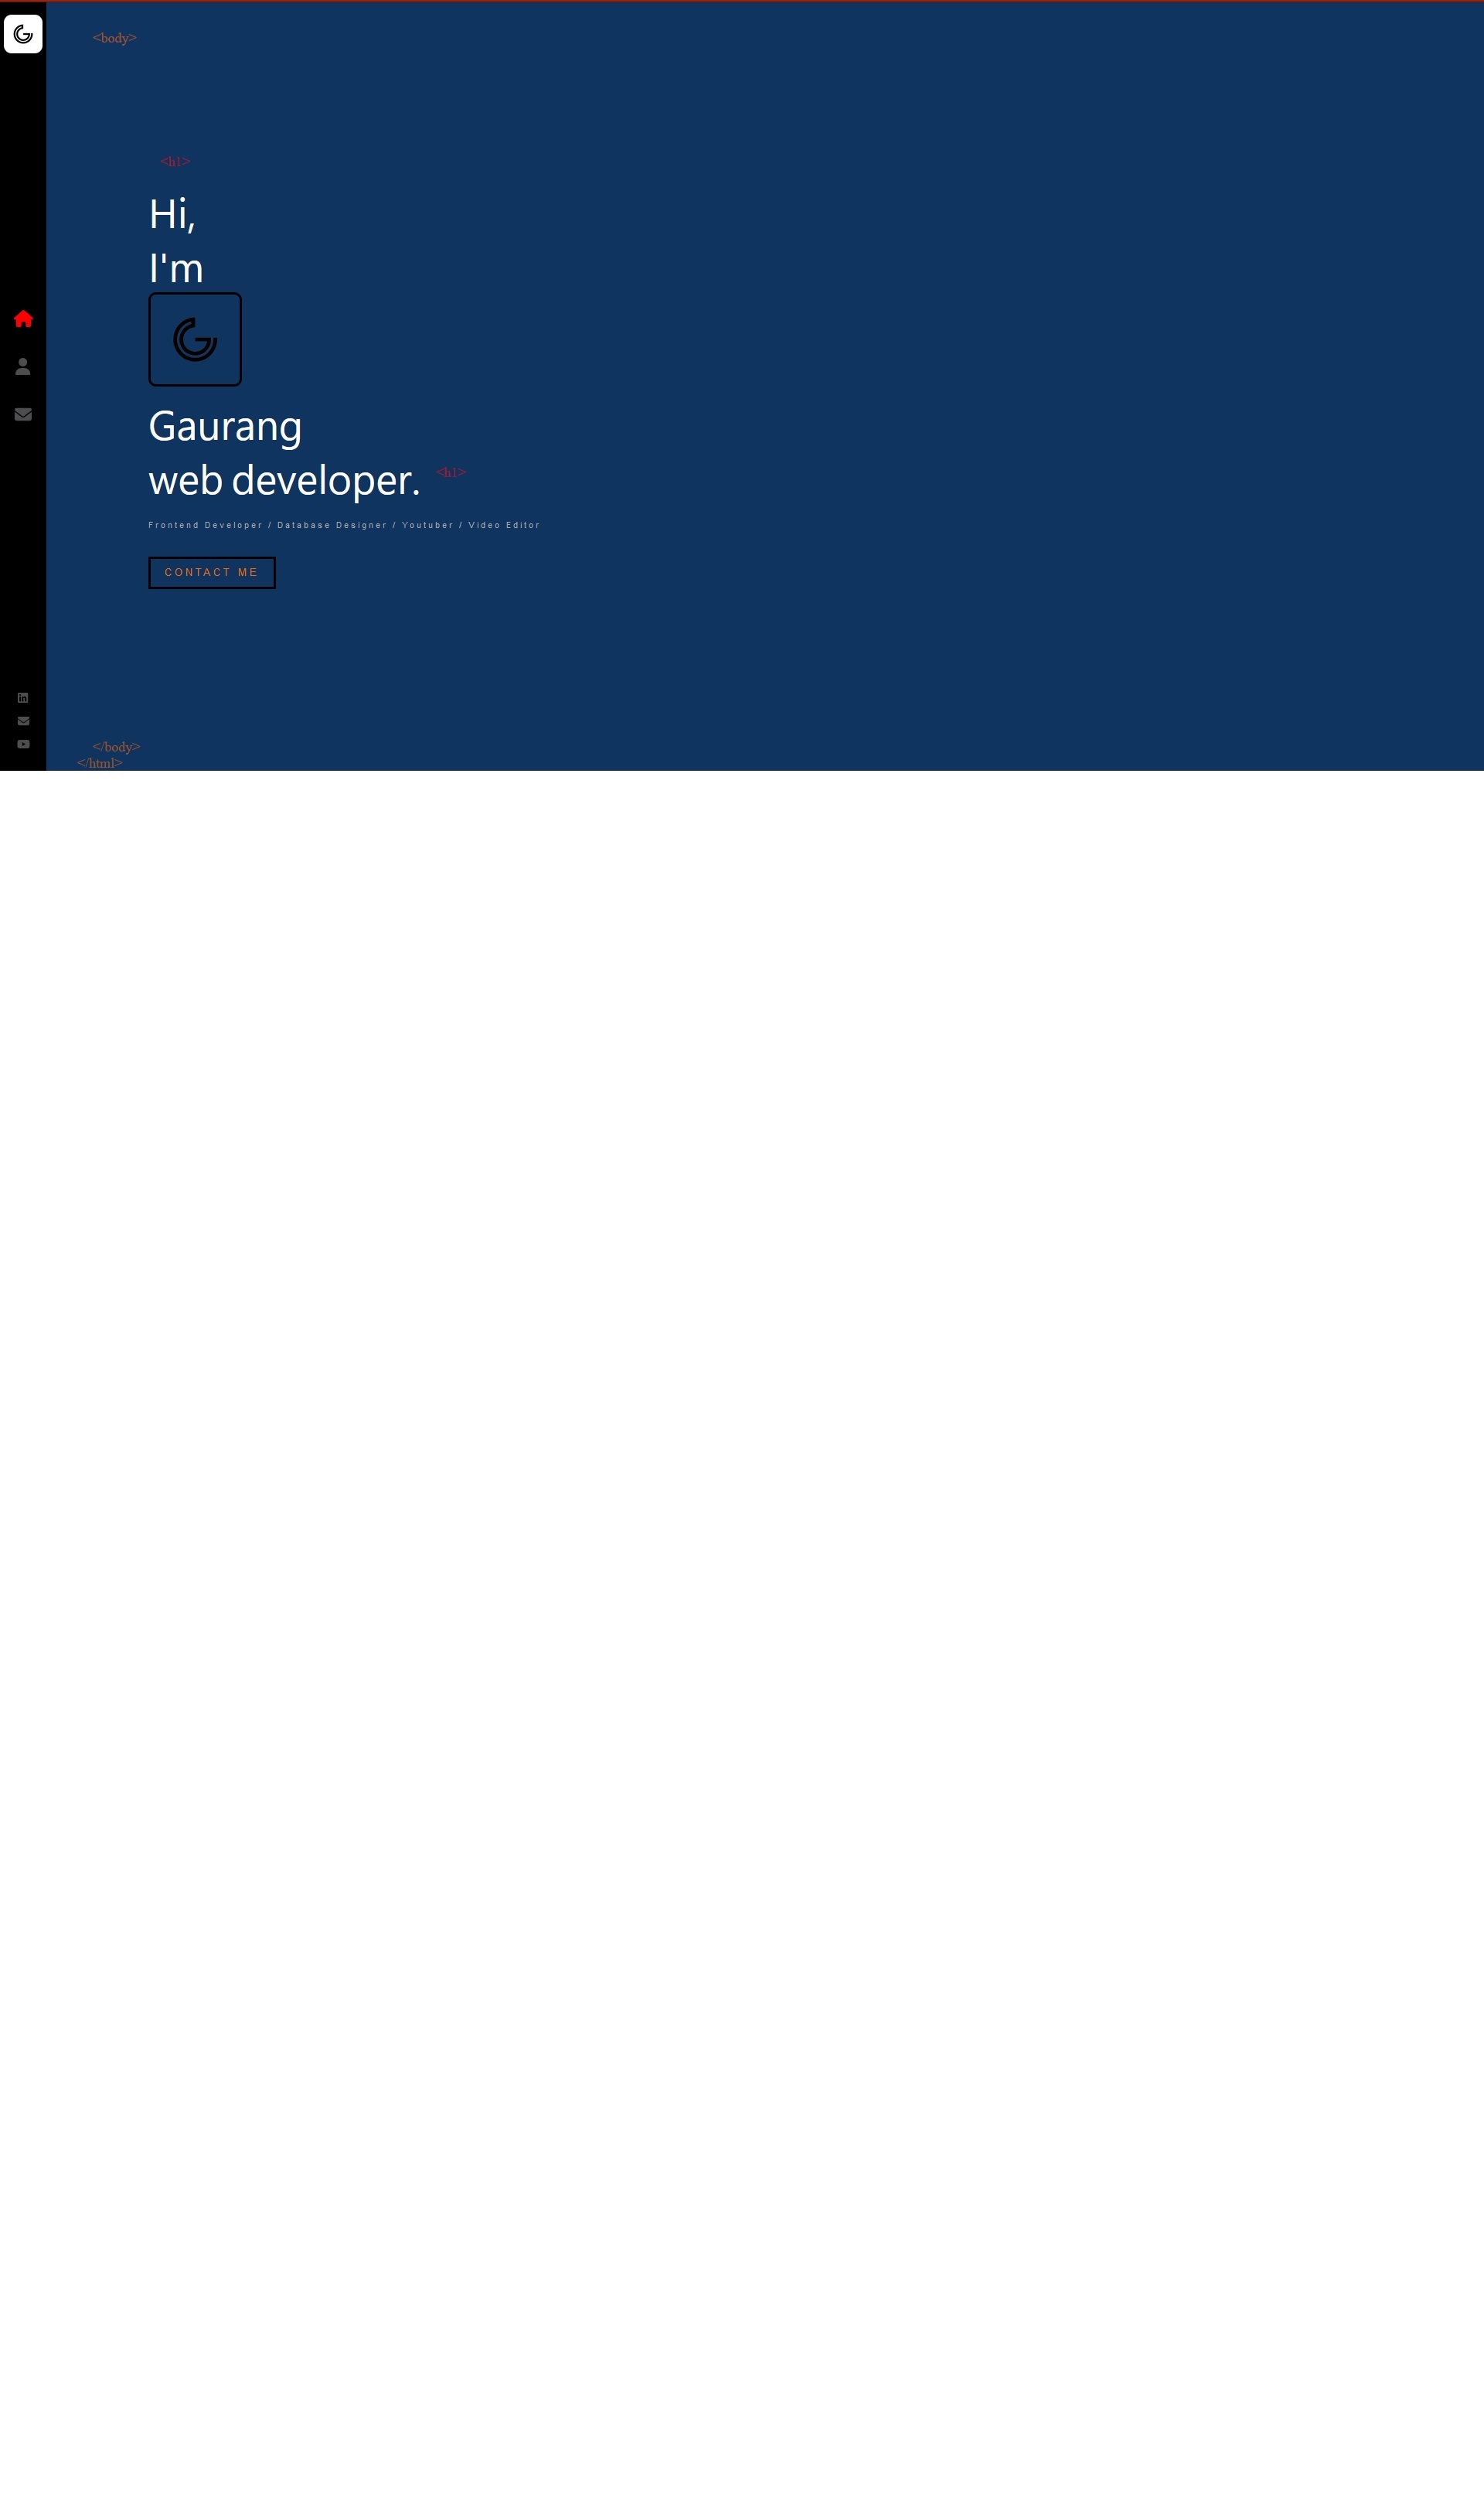 <body>
<h1>
Hi,
I'm
Gaurang
web developer. <h1>
Frontend Developer / Database Designer / Youtuber / Video Editor
CONTACT ME
</body>
</html>